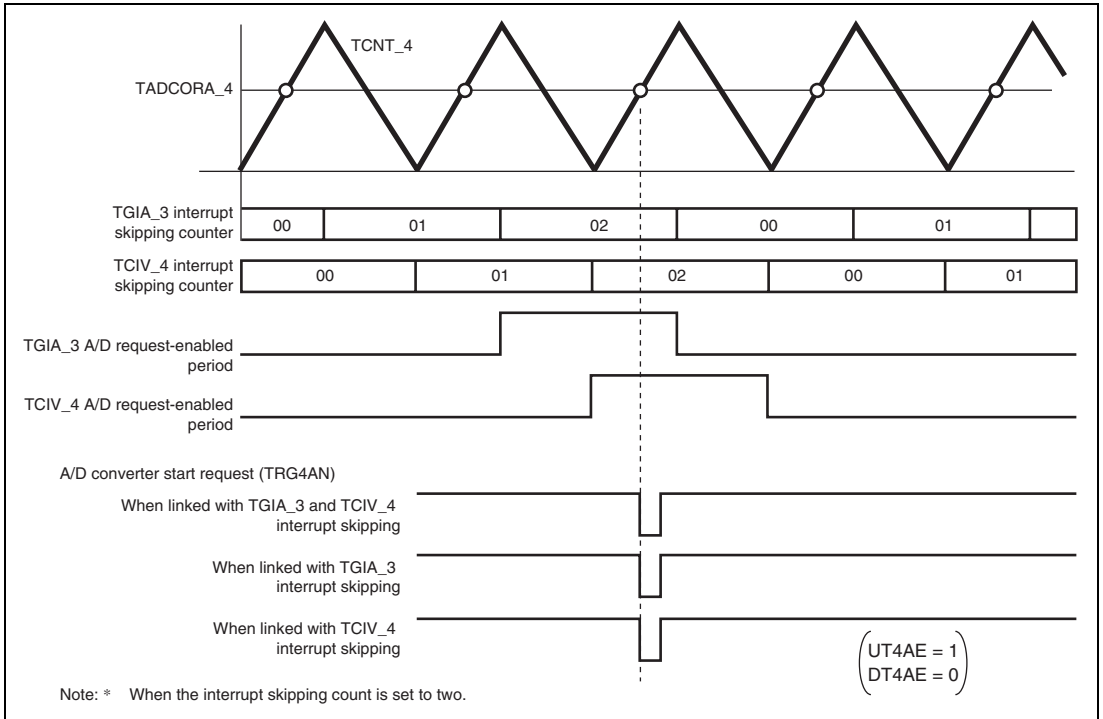 TCNT_4
TADCORA_4
TGIA_3 interrupt
skipping counter
00 01 02 00 01
TCIV_4 interrupt
skipping counter
00 01 02 00 01
TGIA_3 A/D request-enabled
period
TCIV_4 A/D request-enabled
period
A/D converter start request (TRG4AN)
When linked with TGIA_3 and TCIV_4
interrupt skipping
When linked with TGIA_3
interrupt skipping
When linked with TCIV_4
interrupt skipping
UT4AE = 1
DT4AE = 0
Note: * When the interrupt skipping count is set to two.